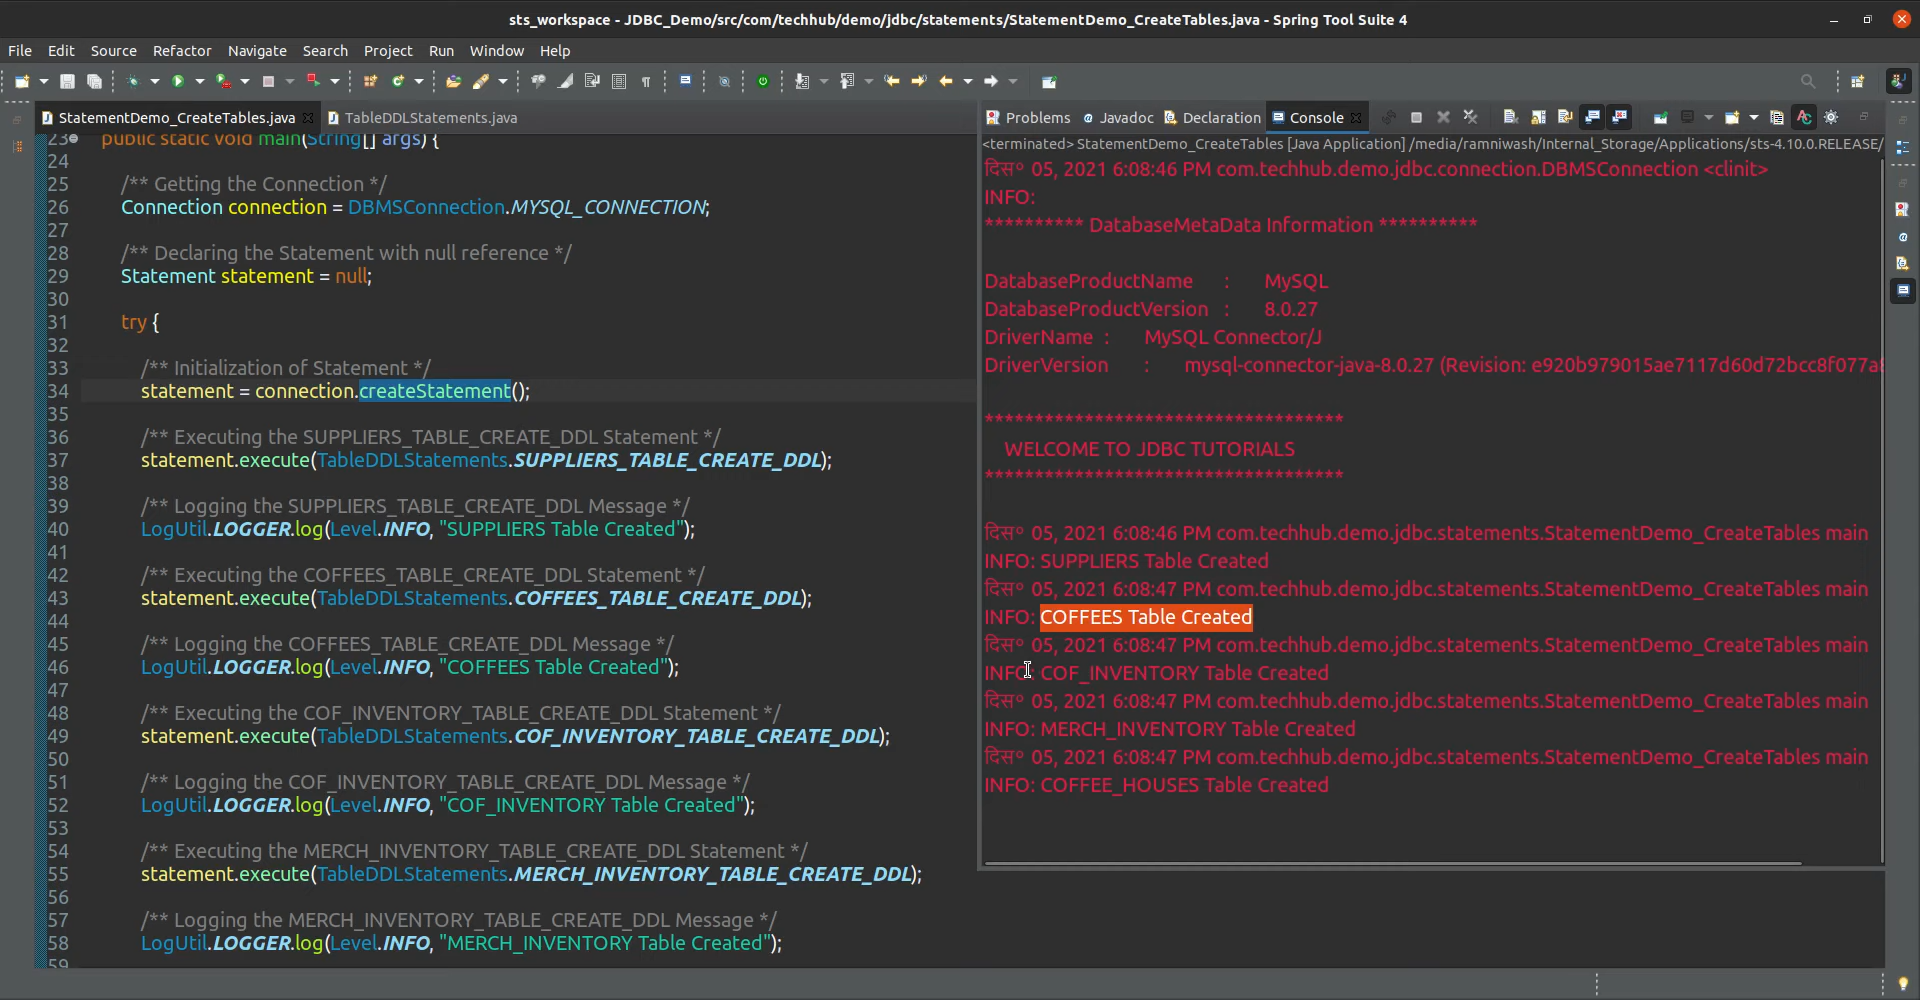 sts_workspace - JDBC_Demo/src/com/techhub/demo/jdbc/statements/StatementDemo_CreateTables.java - Spring Tool Suite 4
File Edit Source Refactor Navigate Search Project Run Window Help
StatementDemo_CreateTables.java
TableDDLStatements.java
23 public static void main(String[] args) {
24
25 /** Getting the Connection */
26 Connection connection = DBMSConnection.MYSQL_CONNECTION;
27
28 /** Declaring the Statement with null reference */
29 Statement statement = null;
30
31 try {
32
33 /** Initialization of Statement */
34 statement = connection.createStatement();
35
36 /** Executing the SUPPLIERS_TABLE_CREATE_DDL Statement */
37 statement.execute(TableDDLStatements.SUPPLIERS_TABLE_CREATE_DDL);
38
39 /** Logging the SUPPLIERS_TABLE_CREATE_DDL Message */
40 LogUtil.LOGGER.log(Level.INFO, "SUPPLIERS Table Created");
41
42 /** Executing the COFFEES_TABLE_CREATE_DDL Statement */
43 statement.execute(TableDDLStatements.COFFEES_TABLE_CREATE_DDL);
44
45 /** Logging the COFFEES_TABLE_CREATE_DDL Message */
46 LogUtil.LOGGER.log(Level.INFO, "COFFEES Table Created");
47
48 /** Executing the COF_INVENTORY_TABLE_CREATE_DDL Statement */
49 statement.execute(TableDDLStatements.COF_INVENTORY_TABLE_CREATE_DDL);
50
51 /** Logging the COF_INVENTORY_TABLE_CREATE_DDL Message */
52 LogUtil.LOGGER.log(Level.INFO, "COF_INVENTORY Table Created");
53
54 /** Executing the MERCH_INVENTORY_TABLE_CREATE_DDL Statement */
55 statement.execute(TableDDLStatements.MERCH_INVENTORY_TABLE_CREATE_DDL);
56
57 /** Logging the MERCH_INVENTORY_TABLE_CREATE_DDL Message */
58 LogUtil.LOGGER.log(Level.INFO, "MERCH_INVENTORY Table Created");
59
Problems Javadoc Declaration Console
<terminated> StatementDemo_CreateTables [Java Application] /media/ramniwash/Internal_Storage/Applications/sts-4.10.0.RELEASE/
दिस॰ 05, 2021 6:08:46 PM com.techhub.demo.jdbc.connection.DBMSConnection <clinit>
INFO:
********** DatabaseMetaData Information **********
DatabaseProductName : MySQL
DatabaseProductVersion : 8.0.27
DriverName : MySQL Connector/J
DriverVersion : mysql-connector-java-8.0.27 (Revision: e920b979015ae7117d60d72bcc8f077a8
************************************
WELCOME TO JDBC TUTORIALS
************************************
दिस॰ 05, 2021 6:08:46 PM com.techhub.demo.jdbc.statements.StatementDemo_CreateTables main
INFO: SUPPLIERS Table Created
दिस॰ 05, 2021 6:08:47 PM com.techhub.demo.jdbc.statements.StatementDemo_CreateTables main
INFO: COFFEES Table Created
दिस॰ 05, 2021 6:08:47 PM com.techhub.demo.jdbc.statements.StatementDemo_CreateTables main
INFO: COF_INVENTORY Table Created
दिस॰ 05, 2021 6:08:47 PM com.techhub.demo.jdbc.statements.StatementDemo_CreateTables main
INFO: MERCH_INVENTORY Table Created
दिस॰ 05, 2021 6:08:47 PM com.techhub.demo.jdbc.statements.StatementDemo_CreateTables main
INFO: COFFEE_HOUSES Table Created